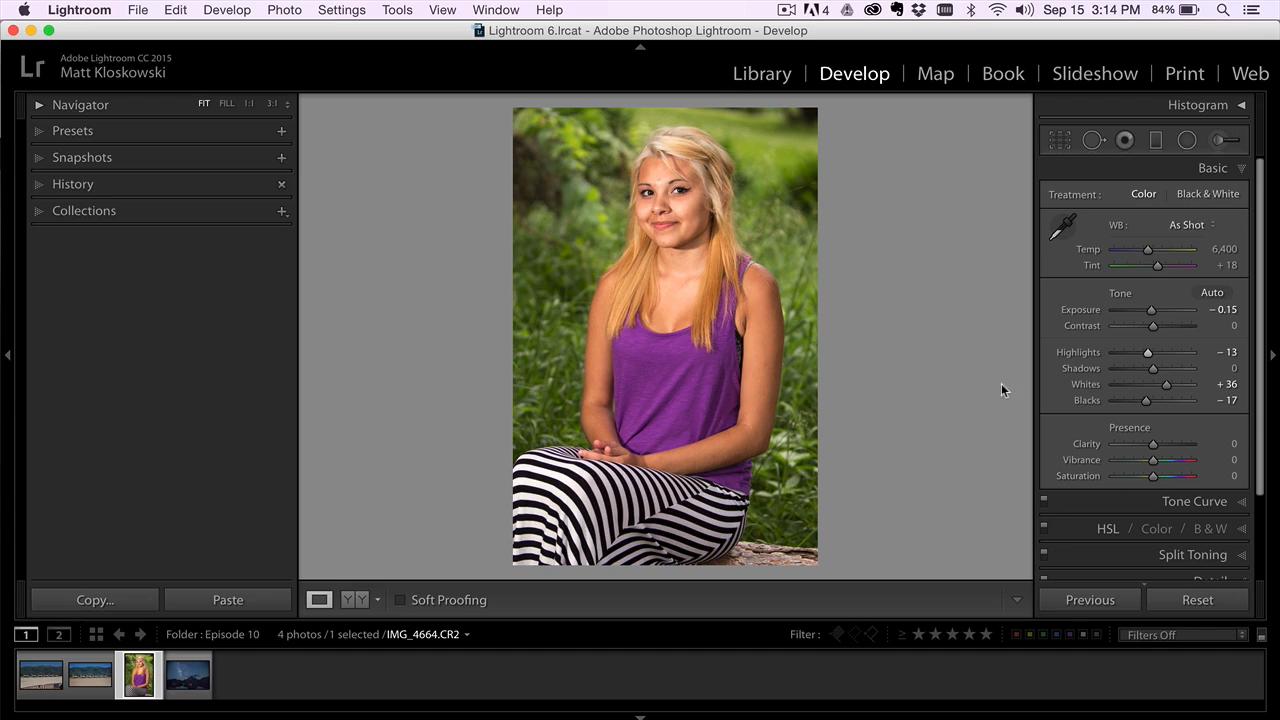 Lightroom File Edit Develop Photo Settings Tools View Window Help 4 Sep 15 3:14 PM 84%
Lightroom 6.lrcat - Adobe Photoshop Lightroom - Develop
Lr Adobe Lightroom CC 2015
Matt Kloskowski
Library Develop Map Book Slideshow Print Web
Navigator FIT FILL 1:1 3:1
Presets
Snapshots
History
Collections
Histogram
Basic
Treatment : Color Black & White
WB : As Shot
Temp 6,400
Tint + 18
Tone Auto
Exposure − 0.15
Contrast 0
Highlights − 13
Shadows 0
Whites + 36
Blacks − 17
Presence
Clarity 0
Vibrance 0
Saturation 0
Tone Curve
HSL / Color / B & W
Split Toning
Copy... Paste YY Soft Proofing Previous Reset
1 2 Folder : Episode 10 4 photos /1 selected /IMG_4664.CR2 Filter : ≥ Filters Off